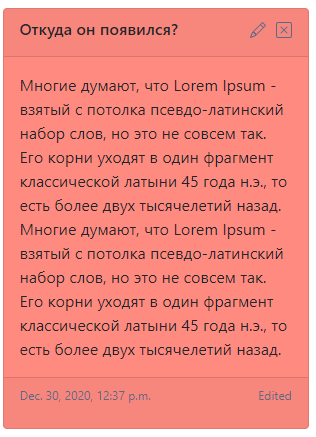 Откуда он появился?
Многие думают, что Lorem Ipsum -
взятый с потолка псевдо-латинский
набор слов, но это не совсем так.
Его корни уходят в один фрагмент
классической латыни 45 года н.э., то
есть более двух тысячелетий назад.
Многие думают, что Lorem Ipsum -
взятый с потолка псевдо-латинский
набор слов, но это не совсем так.
Его корни уходят в один фрагмент
классической латыни 45 года н.э., то
есть более двух тысячелетий назад.
Dec. 30, 2020, 12:37 p.m. Edited